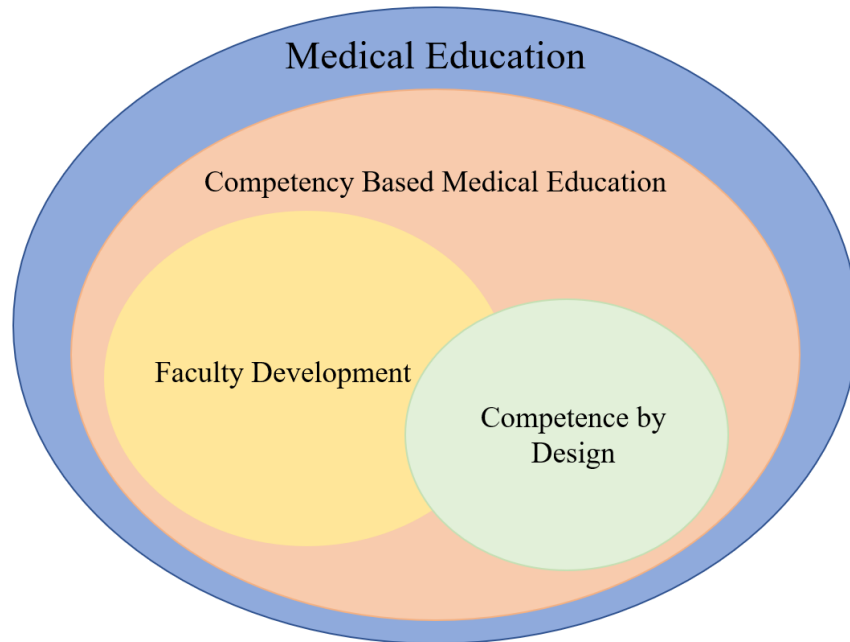 Medical Education
Competency Based Medical Education
Faculty Development
Competence by
Design